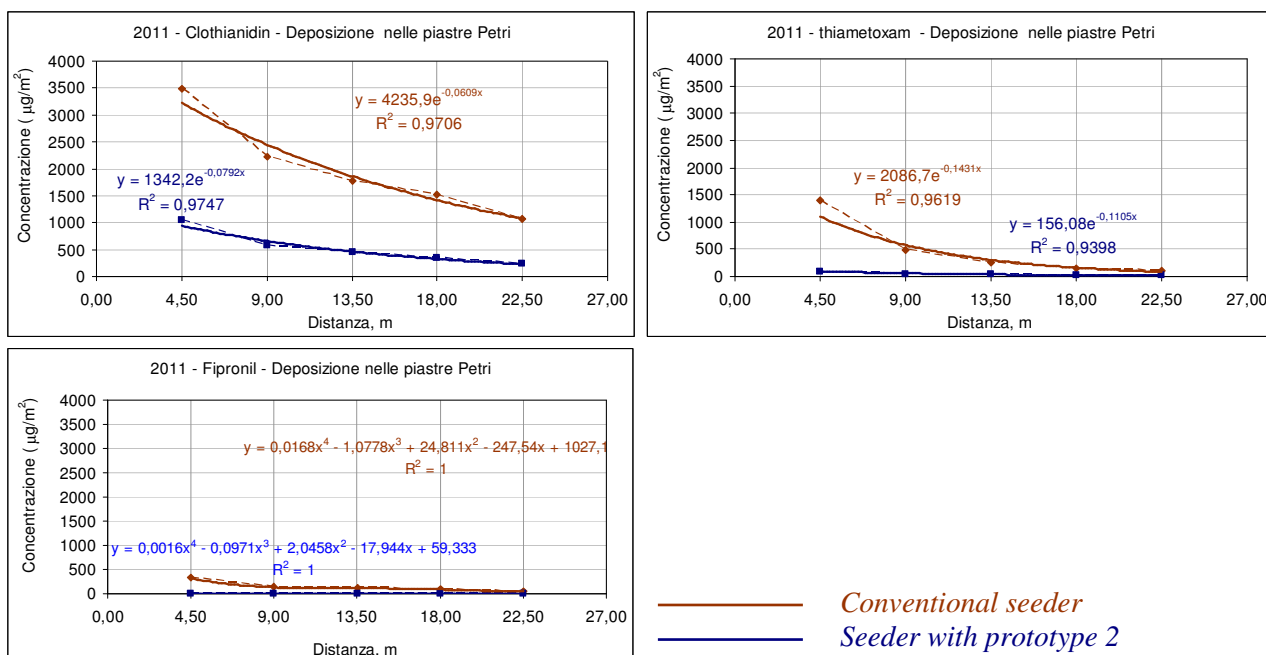 2011 - Clothianidin - Deposizione nelle piastre Petri
Concentrazione ( µg/m²)
4000
3500
3000
2500
2000
1500
1000
500
0
y = 4235,9e^-0,0609x
R² = 0,9706
y = 1342,2e^-0,0792x
R² = 0,9747
0,00 4,50 9,00 13,50 18,00 22,50 27,00
Distanza, m
2011 - thiametoxam - Deposizione nelle piastre Petri
Concentrazione ( µg/m²)
4000
3500
3000
2500
2000
1500
1000
500
0
y = 2086,7e^-0,1431x
R² = 0,9619
y = 156,08e^-0,1105x
R² = 0,9398
0,00 4,50 9,00 13,50 18,00 22,50 27,00
Distanza, m
2011 - Fipronil - Deposizione nelle piastre Petri
Concentrazione ( µg/m²)
4000
3500
3000
2500
2000
1500
1000
500
0
y = 0,0168x⁴ - 1,0778x³ + 24,811x² - 247,54x + 1027,1
R² = 1
y = 0,0016x⁴ - 0,0971x³ + 2,0458x² - 17,944x + 59,333
R² = 1
0,00 4,50 9,00 13,50 18,00 22,50 27,00
Distanza, m
Conventional seeder
Seeder with prototype 2